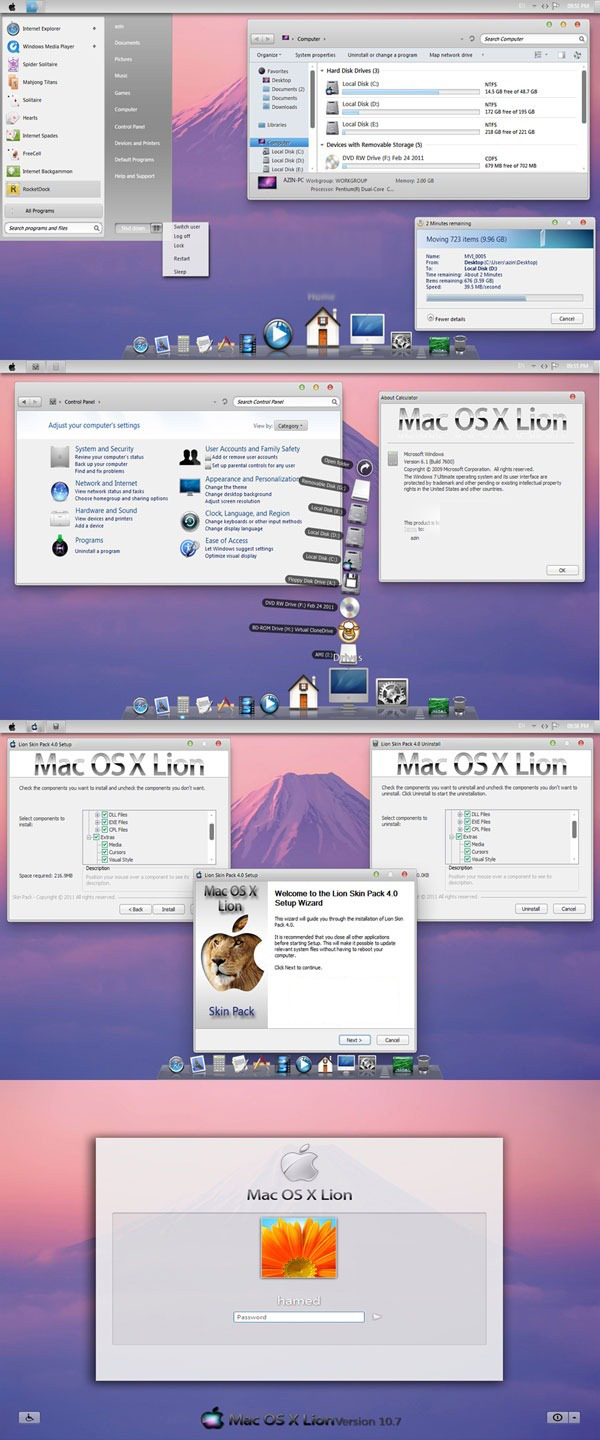 EN
09:55 PM
Internet Explorer
Windows Media Player
Spider Solitaire
Mahjong Titans
Solitaire
Hearts
Internet Spades
FreeCell
Internet Backgammon
RocketDock
All Programs
Search programs and files
azin
Documents
Pictures
Music
Games
Computer
Control Panel
Devices and Printers
Default Programs
Help and Support
Shut down
Switch user
Log off
Lock
Restart
Sleep
Computer
Search Computer
Organize
System properties
Uninstall or change a program
Map network drive
Favorites
Desktop
Documents (2)
Documents
Downloads
Libraries
Computer
Local Disk (C:)
Local Disk (D:)
Local Disk (E:)
Hard Disk Drives (3)
Local Disk (C:)
NTFS
14.5 GB free of 48.7 GB
Local Disk (D:)
NTFS
172 GB free of 195 GB
Local Disk (E:)
NTFS
218 GB free of 221 GB
Devices with Removable Storage (5)
DVD RW Drive (F:) Feb 24 2011
CDFS
679 MB free of 702 MB
AZIN-PC Workgroup: WORKGROUP
Memory: 2.00 GB
Processor: Pentium(R) Dual-Core C...
2 Minutes remaining
Moving 723 items (9.96 GB)
Name: MVI_0005
From: Desktop (C:\Users\azin\Desktop)
To: Local Disk (D:)
Time remaining: About 2 Minutes
Items remaining: 676 (3.59 GB)
Speed: 39.5 MB/second
Fewer details
Cancel
Home
EN
09:55 PM
Control Panel
Search Control Panel
Adjust your computer's settings
View by: Category
System and Security
Review your computer's status
Back up your computer
Find and fix problems
Network and Internet
View network status and tasks
Choose homegroup and sharing options
Hardware and Sound
View devices and printers
Add a device
Programs
Uninstall a program
User Accounts and Family Safety
Add or remove user accounts
Set up parental controls for any user
Appearance and Personalization
Change the theme
Change desktop background
Adjust screen resolution
Clock, Language, and Region
Change keyboards or other input methods
Change display language
Ease of Access
Let Windows suggest settings
Optimize visual display
Open folder
Removable Disk (G:)
Local Disk (E:)
Local Disk (D:)
Local Disk (C:)
Floppy Disk Drive (A:)
DVD RW Drive (F:) Feb 24 2011
BD-ROM Drive (H:) Virtual CloneDrive
AMI (I:)
Drives
About Calculator
Mac OS X Lion
Microsoft Windows
Version 6.1 (Build 7600)
Copyright © 2009 Microsoft Corporation. All rights reserved.
The Windows 7 Ultimate operating system and its user interface are
protected by trademark and other pending or existing intellectual property
rights in the United States and other countries.
This product is
azin
OK
Lion Skin Pack 4.0 Setup
Mac OS X Lion
Check the components you want to install and uncheck the components you don't want.
Select components to
install:
DLL Files
EXE Files
CPL Files
Extras
Media
Cursors
Visual Style
Space required: 216.9MB
Description
Position your mouse over a component to see its
description.
Skin Pack - Copyright © 2011 All rights reserved.
< Back
Install
Lion Skin Pack 4.0 Uninstall
Mac OS X Lion
Check the components you want to uninstall and uncheck the components you don't want to
uninstall. Click Uninstall to start the uninstallation.
Select components to
uninstall:
DLL Files
EXE Files
CPL Files
Extras
Media
Cursors
Visual Style
Description
Position your mouse over a component to see its
description.
2011 All rights reserved.
Uninstall
Cancel
Lion Skin Pack 4.0 Setup
Mac OS X
Lion
Skin Pack
Welcome to the Lion Skin Pack 4.0
Setup Wizard
This wizard will guide you through the installation of Lion Skin
Pack 4.0.
It is recommended that you close all other applications
before starting Setup. This will make it possible to update
relevant system files without having to reboot your
computer.
Click Next to continue.
Next >
Cancel
Mac OS X Lion
hamed
Password
Mac OS X Lion Version 10.7